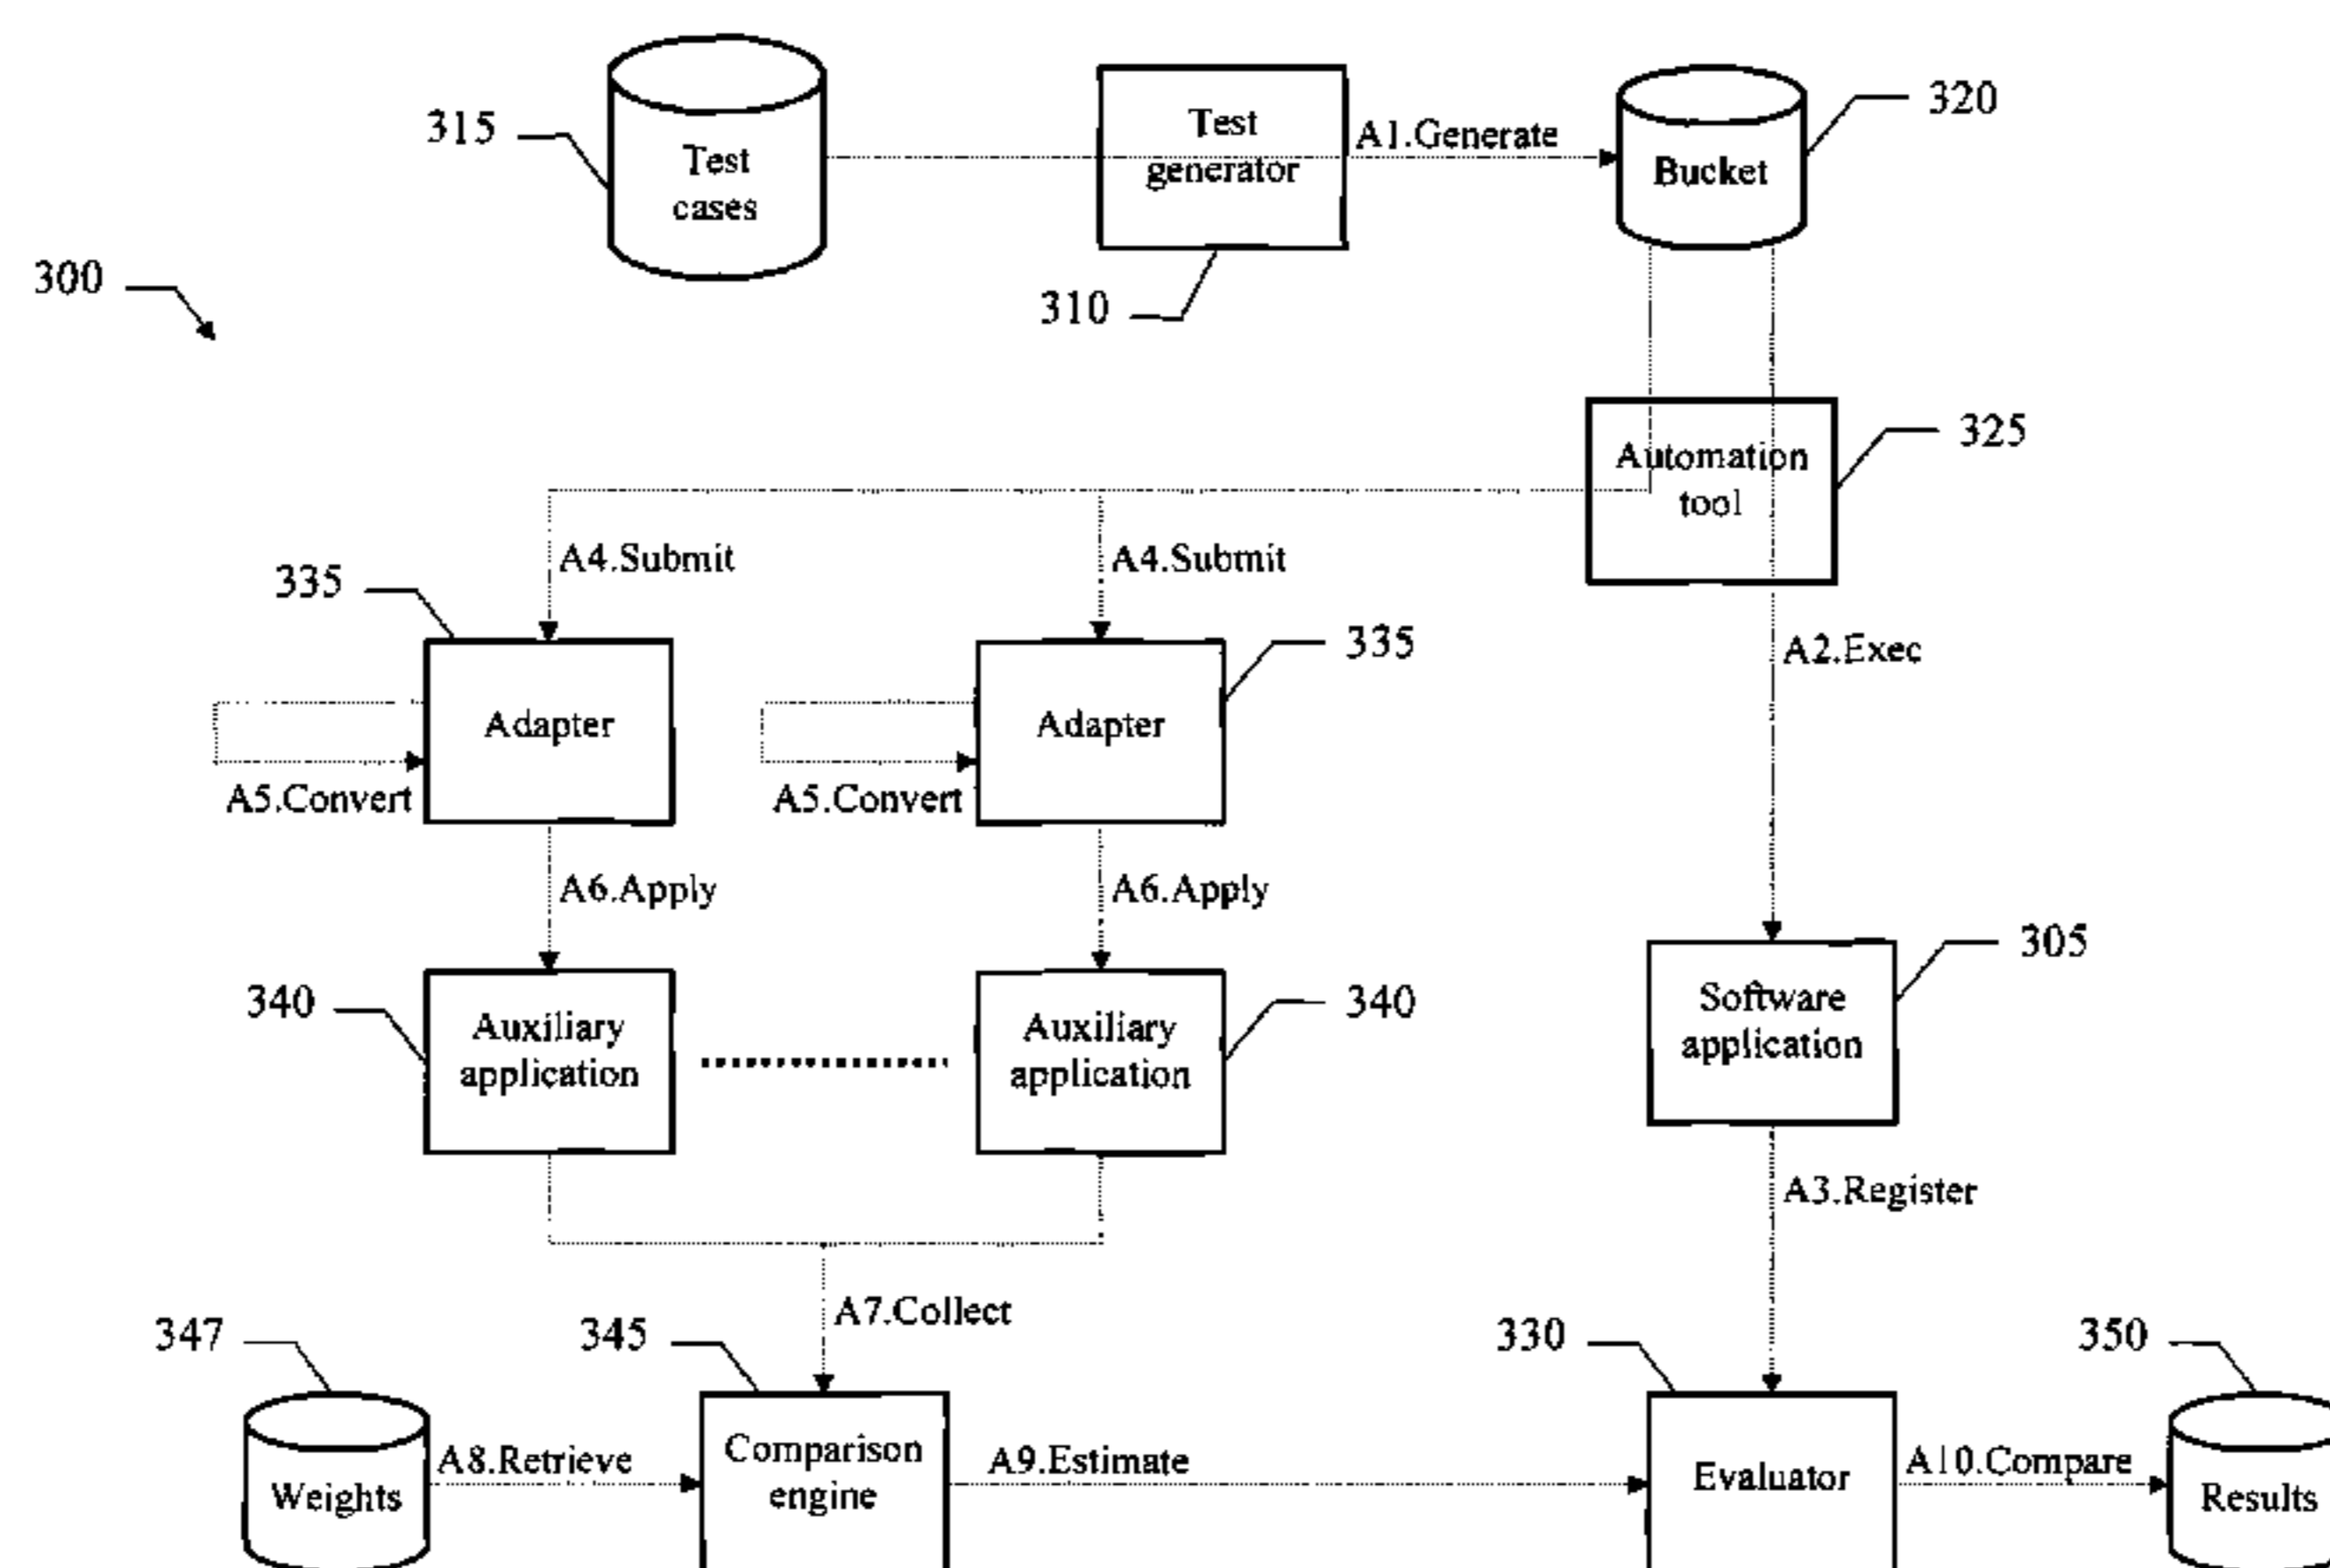 315
Test
cases
Test
generator
310
A1.Generate
Bucket
320
300
Automation
tool
325
A4.Submit
A4.Submit
335
Adapter
335
Adapter
A2.Exec
A5.Convert
A5.Convert
A6.Apply
A6.Apply
340
Auxiliary
application
Auxiliary
application
340
Software
application
305
A3.Register
A7.Collect
347
345
330
350
Weights
A8.Retrieve
Comparison
engine
A9.Estimate
Evaluator
A10.Compare
Results